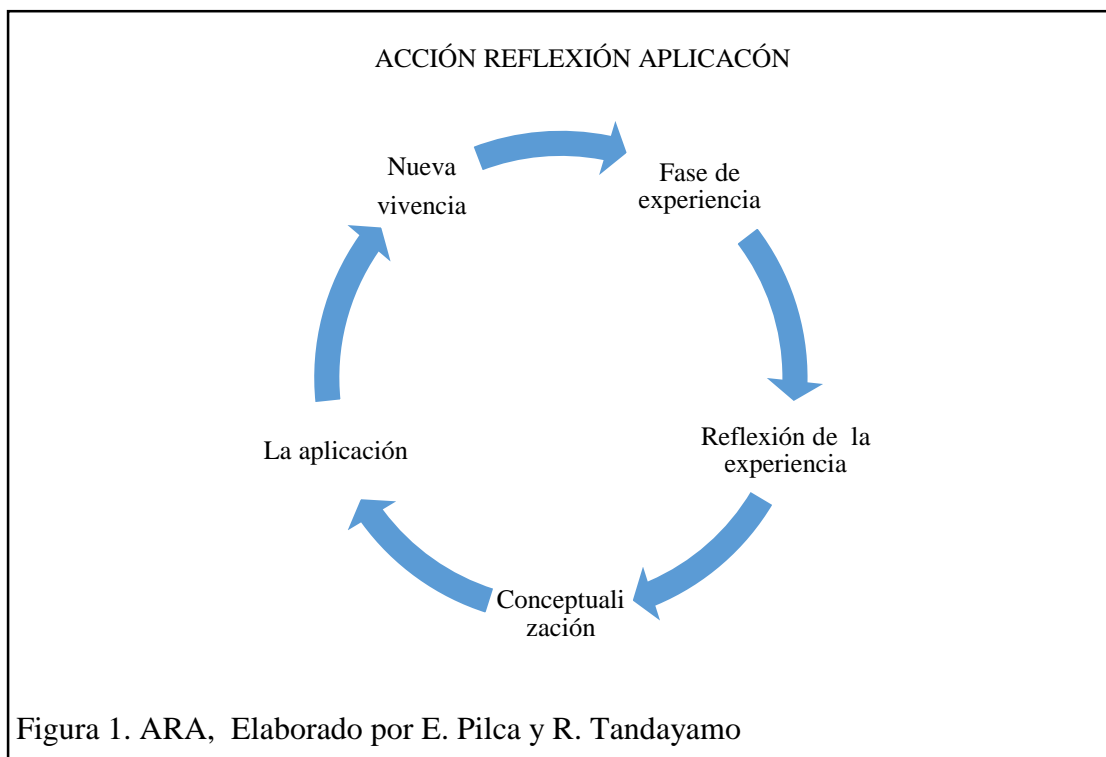 ACCIÓN REFLEXIÓN APLICACÓN
Nueva
vivencia
Fase de
experiencia
Reflexión de la
experiencia
Conceptuali
zación
La aplicación
Figura 1. ARA, Elaborado por E. Pilca y R. Tandayamo